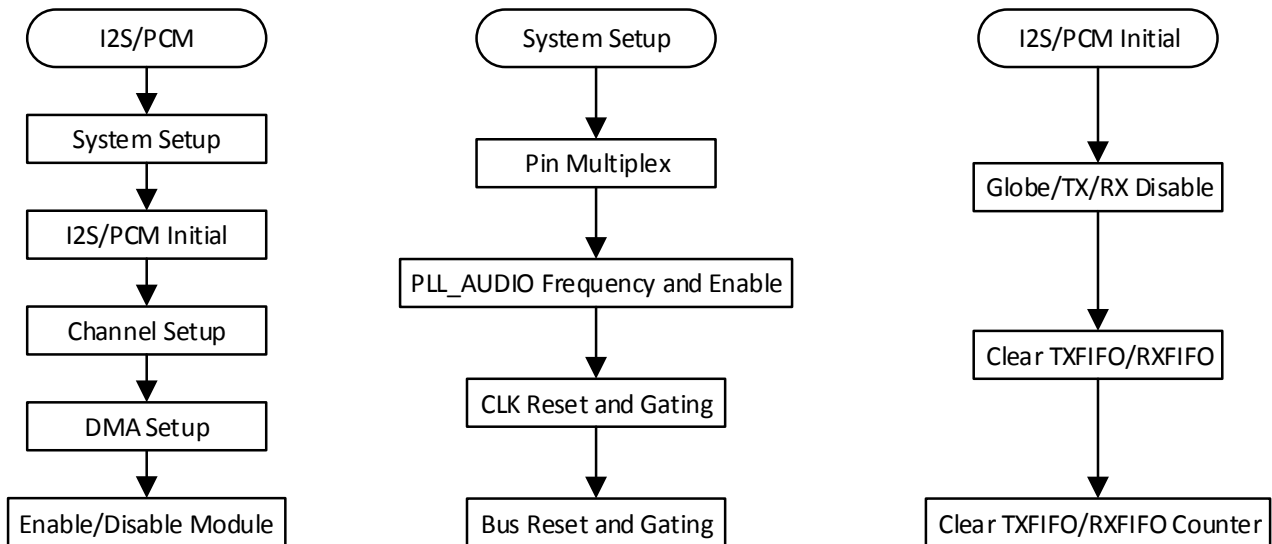 I2S/PCM
System Setup
I2S/PCM Initial
Channel Setup
DMA Setup
Enable/Disable Module
System Setup
Pin Multiplex
PLL_AUDIO Frequency and Enable
CLK Reset and Gating
Bus Reset and Gating
I2S/PCM Initial
Globe/TX/RX Disable
Clear TXFIFO/RXFIFO
Clear TXFIFO/RXFIFO Counter